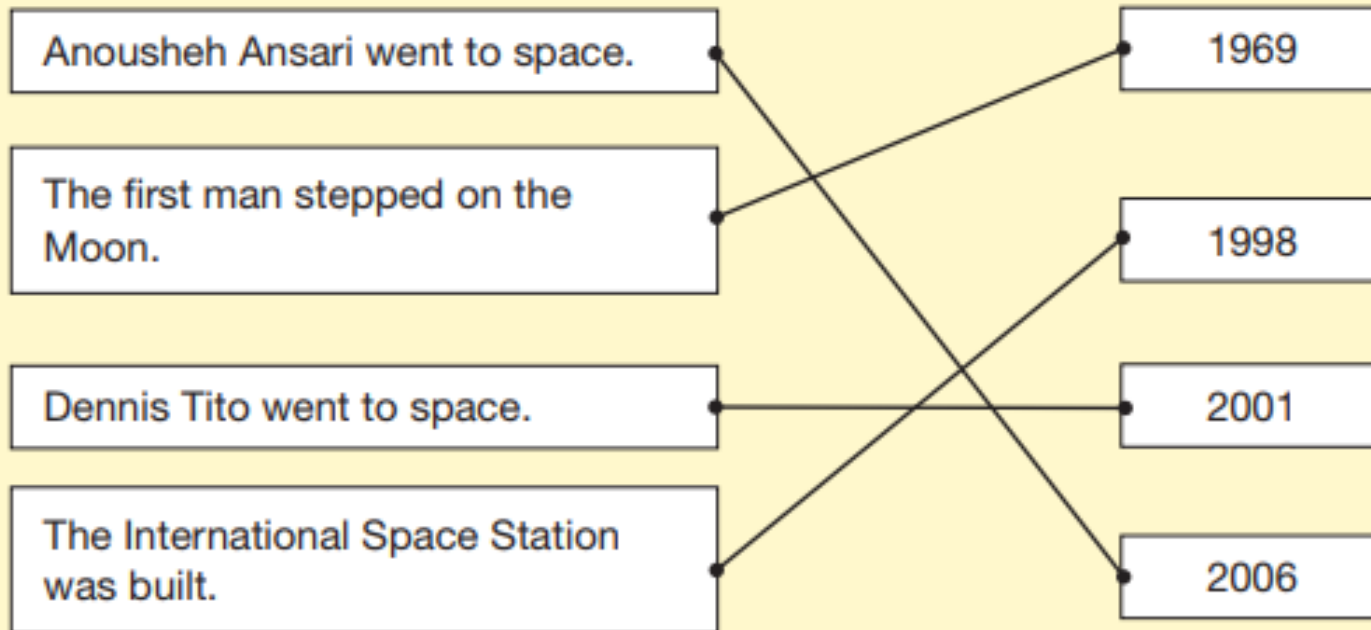 Anousheh Ansari went to space.
1969
The first man stepped on the
Moon.
1998
Dennis Tito went to space.
2001
The International Space Station
was built.
2006